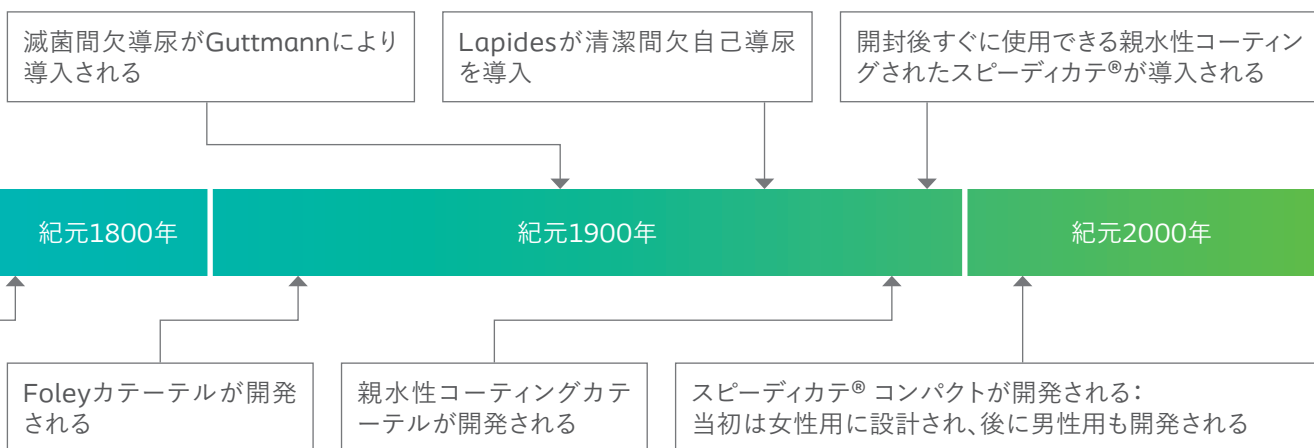 滅菌間欠導尿がGuttmannにより
導入される
Lapidesが清潔間欠自己導尿
を導入
開封後すぐに使用できる親水性コーティン
グされたスピーディカテ®が導入される
紀元1800年
紀元1900年
紀元2000年
Foleyカテーテルが開発
される
親水性コーティングカテ
ーテルが開発される
スピーディカテ® コンパクトが開発される：
当初は女性用に設計され、後に男性用も開発される